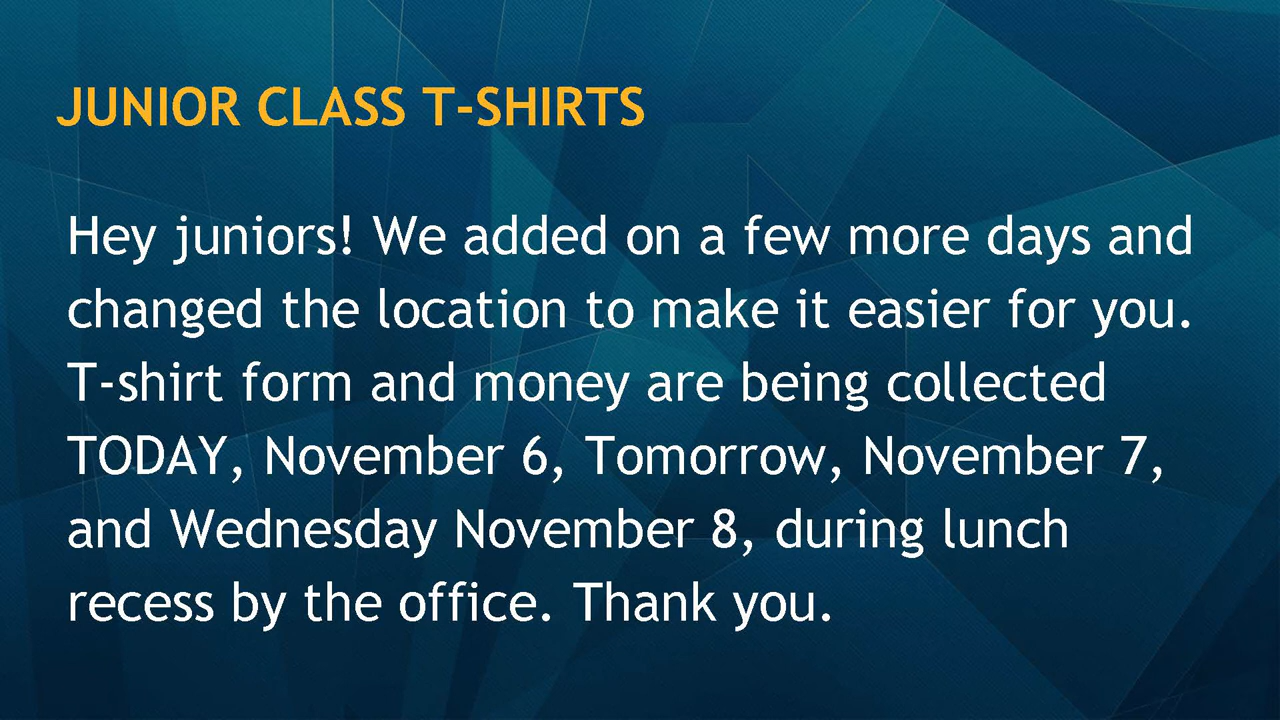 JUNIOR CLASS T-SHIRTS
Hey juniors! We added on a few more days and
changed the location to make it easier for you.
T-shirt form and money are being collected
TODAY, November 6, Tomorrow, November 7,
and Wednesday November 8, during lunch
recess by the office. Thank you.